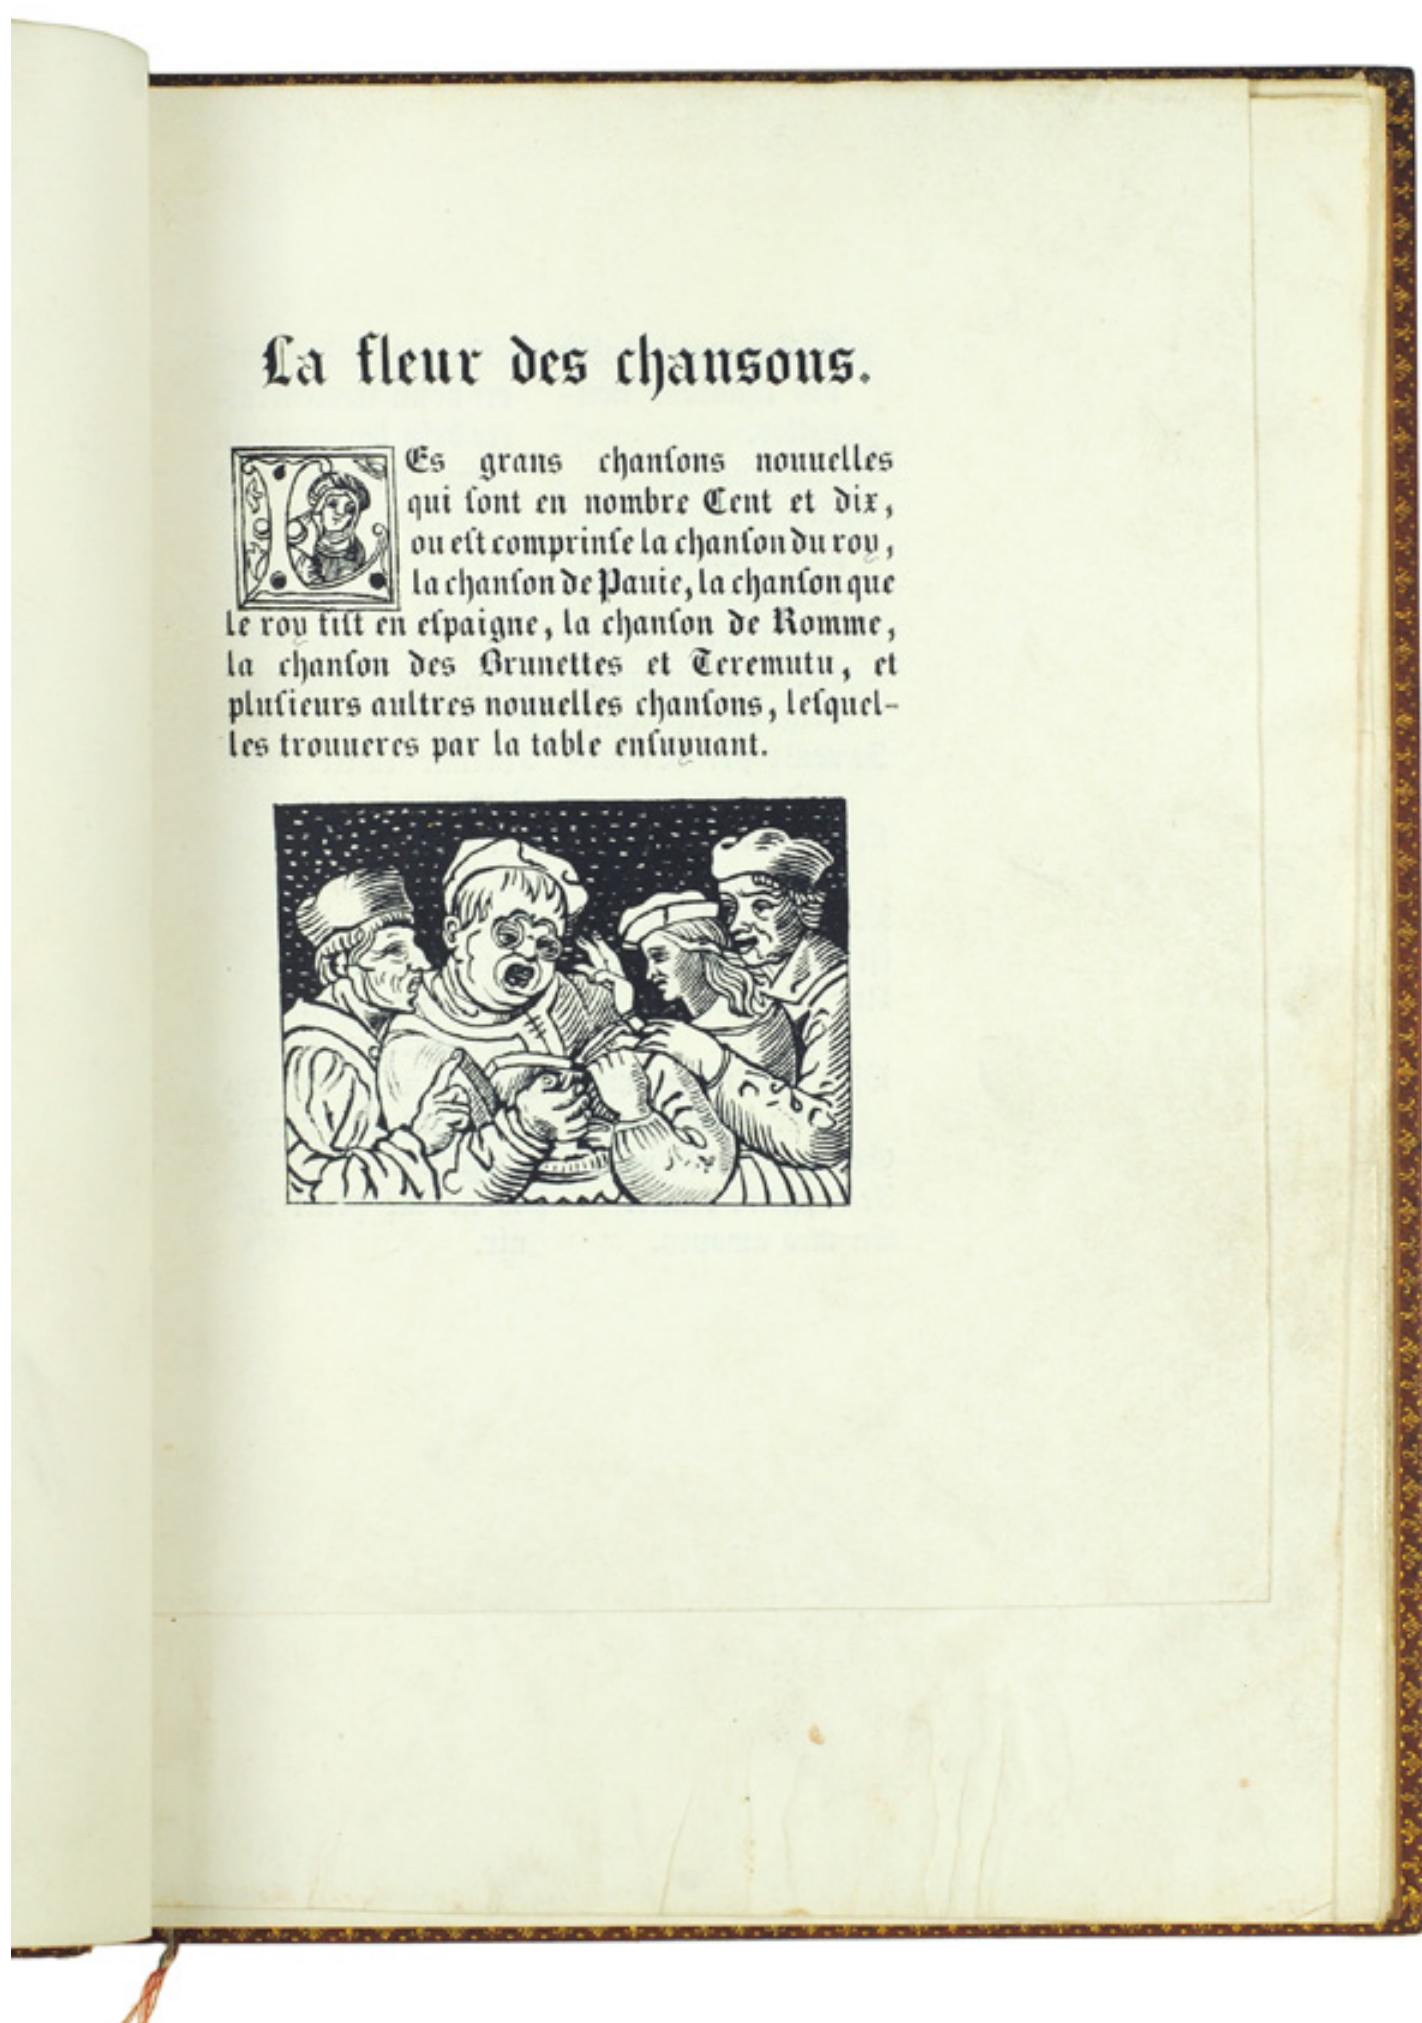 La fleur des chansons.
LEs grans chanſons nouuelles
qui ſont en nombre Cent et dix,
ou eſt comprinſe la chanſon du roy,
la chanſon de Pauie, la chanſon que
le roy fiſt en eſpaigne, la chanſon de Romme,
la chanſon des Brunettes et Teremutu, et
pluſieurs aultres nouuelles chanſons, leſquel-
les trouueres par la table enſuyuant.